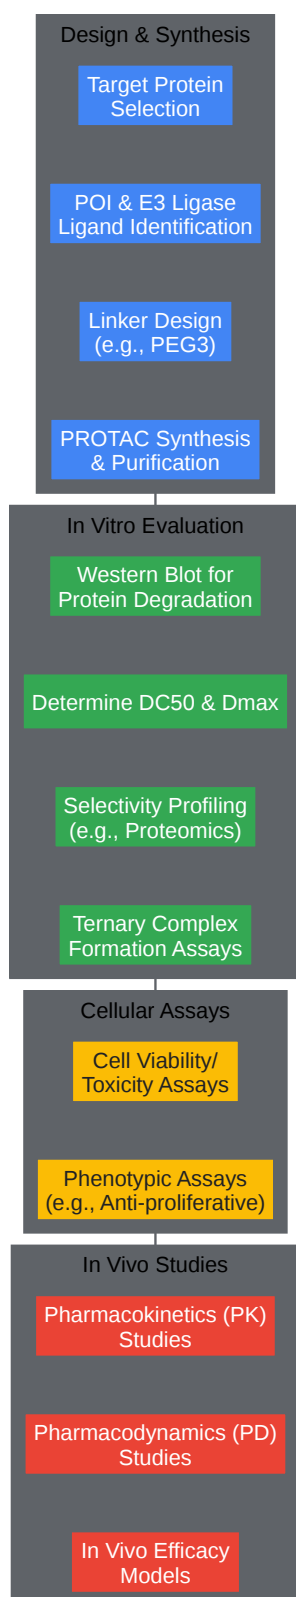 Design & Synthesis
Target Protein
Selection
POI & E3 Ligase
Ligand Identification
Linker Design
(e.g., PEG3)
PROTAC Synthesis
& Purification
In Vitro Evaluation
Western Blot for
Protein Degradation
Determine DC50 & Dmax
Selectivity Profiling
(e.g., Proteomics)
Ternary Complex
Formation Assays
Cellular Assays
Cell Viability/
Toxicity Assays
Phenotypic Assays
(e.g., Anti-proliferative)
In Vivo Studies
Pharmacokinetics (PK)
Studies
Pharmacodynamics (PD)
Studies
In Vivo Efficacy
Models